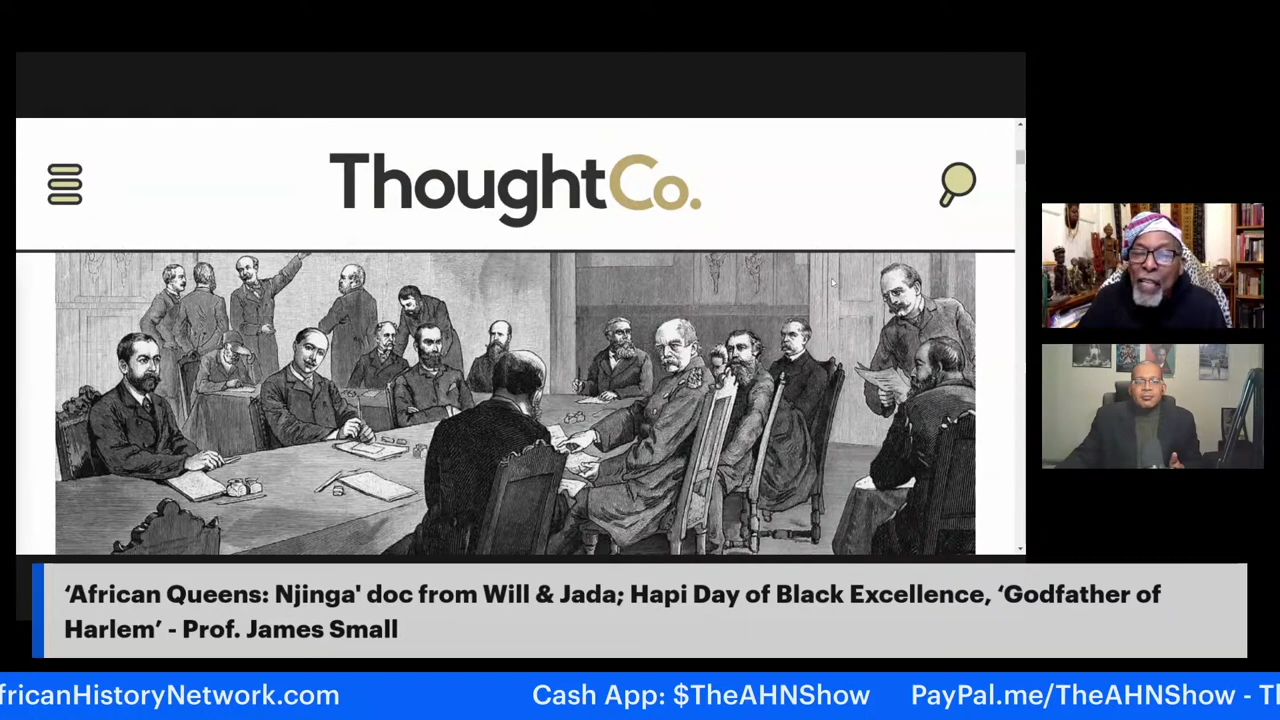 ThoughtCo.
‘African Queens: Njinga' doc from Will & Jada; Hapi Day of Black Excellence, ‘Godfather of
Harlem’ - Prof. James Small
fricanHistoryNetwork.com Cash App: $TheAHNShow PayPal.me/TheAHNShow - Th